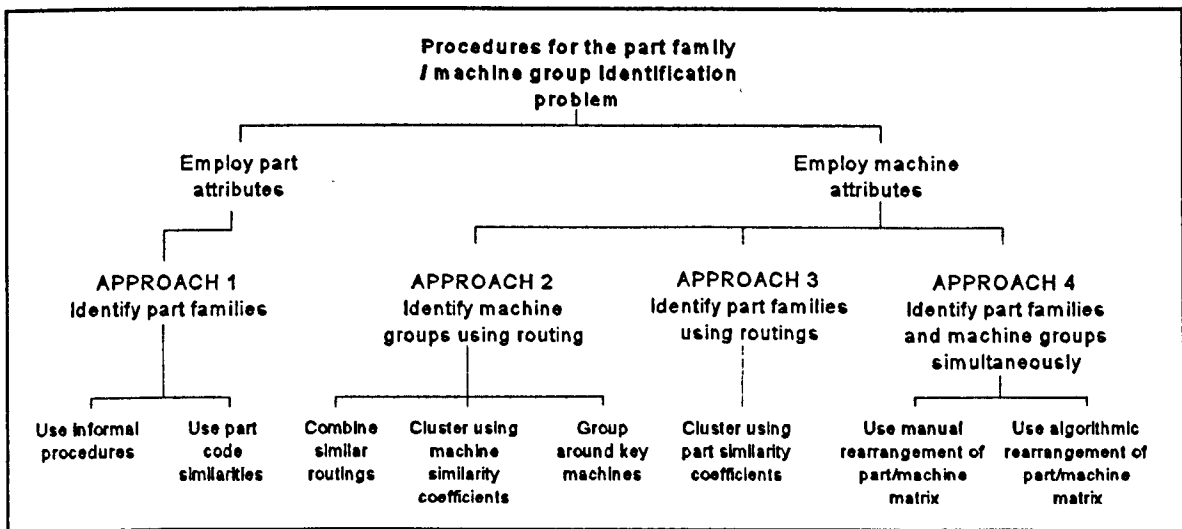 Procedures for the part family
/ machine group identification
problem
Employ part
attributes
Employ machine
attributes
APPROACH 1
Identify part families
APPROACH 2
Identify machine
groups using routing
APPROACH 3
Identify part families
using routings
APPROACH 4
Identify part families
and machine groups
simultaneously
Use informal
procedures
Use part
code
similarities
Combine
similar
routings
Cluster using
machine
similarity
coefficients
Group
around key
machines
Cluster using
part similarity
coefficients
Use manual
rearrangement of
part/machine
matrix
Use algorithmic
rearrangement of
part/machine
matrix